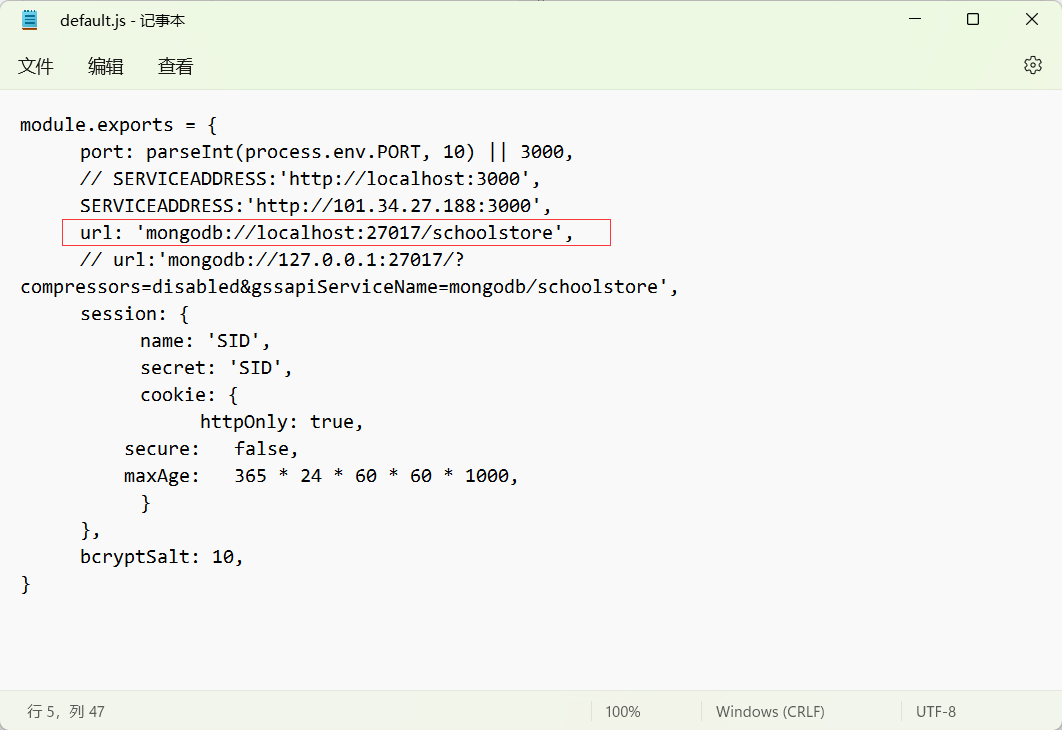 default.js - 记事本
文件 编辑 查看
module.exports = {
port: parseInt(process.env.PORT, 10) || 3000,
// SERVICEADDRESS:'http://localhost:3000',
SERVICEADDRESS:'http://101.34.27.188:3000',
url: 'mongodb://localhost:27017/schoolstore',
// url:'mongodb://127.0.0.1:27017/?
compressors=disabled&gssapiServiceName=mongodb/schoolstore',
session: {
name: 'SID',
secret: 'SID',
cookie: {
httpOnly: true,
secure: false,
maxAge: 365 * 24 * 60 * 60 * 1000,
}
},
bcryptSalt: 10,
}
行 5，列 47 100% Windows (CRLF) UTF-8